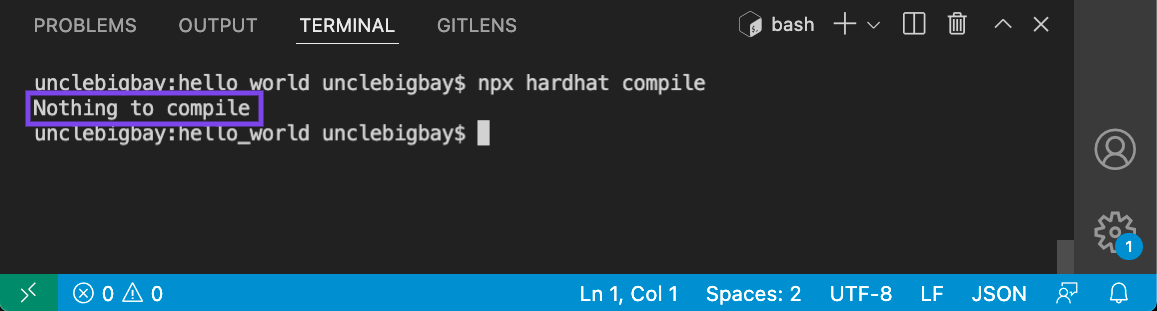 PROBLEMS OUTPUT TERMINAL GITLENS bash
unclebigbay:hello_world unclebigbay$ npx hardhat compile
Nothing to compile
unclebigbay:hello_world unclebigbay$
1
0 0 Ln 1, Col 1 Spaces: 2 UTF-8 LF JSON